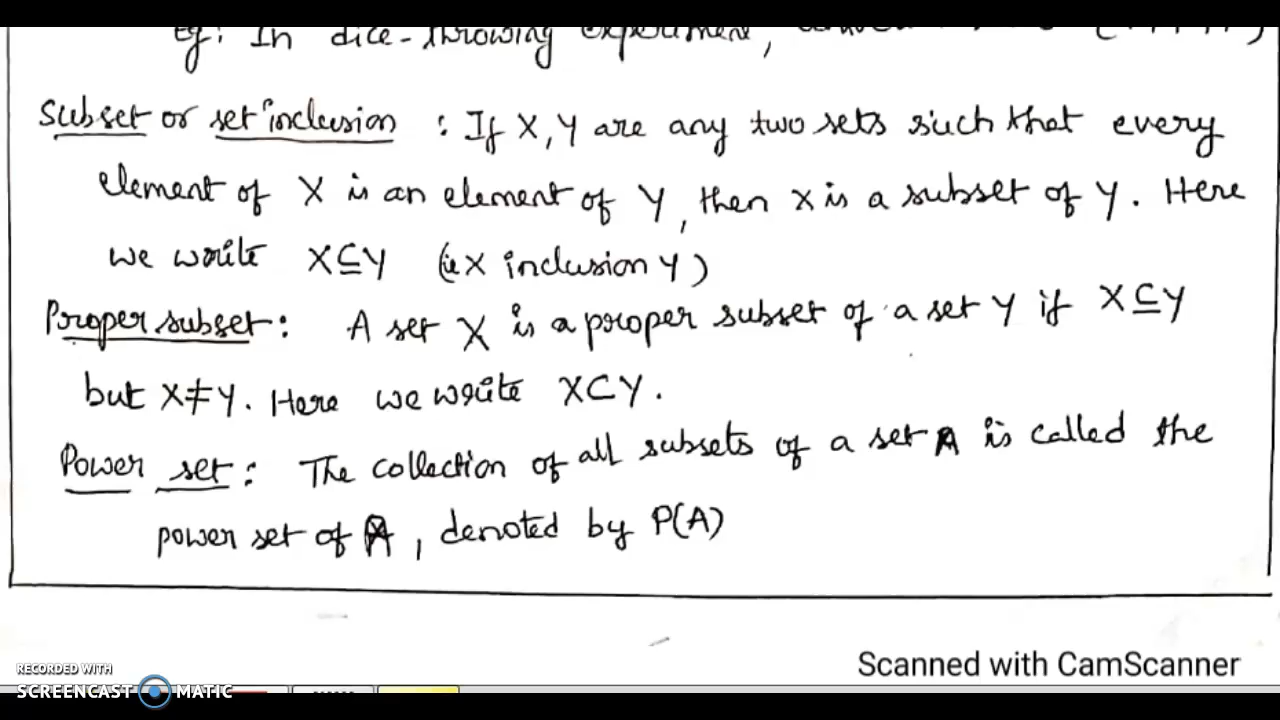 Eg: In dice-throwing experiment,
Subset or set inclusion : If X, Y are any two sets such that every
element of X is an element of Y, then X is a subset of Y. Here
we write X⊆Y (ie X inclusion Y)
Proper subset: A set X is a proper subset of a set Y if X⊆Y
but X≠Y. Here we write X⊂Y.
Power set: The collection of all subsets of a set A is called the
power set of A, denoted by P(A)
Scanned with CamScanner
RECORDED WITH
SCREENCAST MATIC